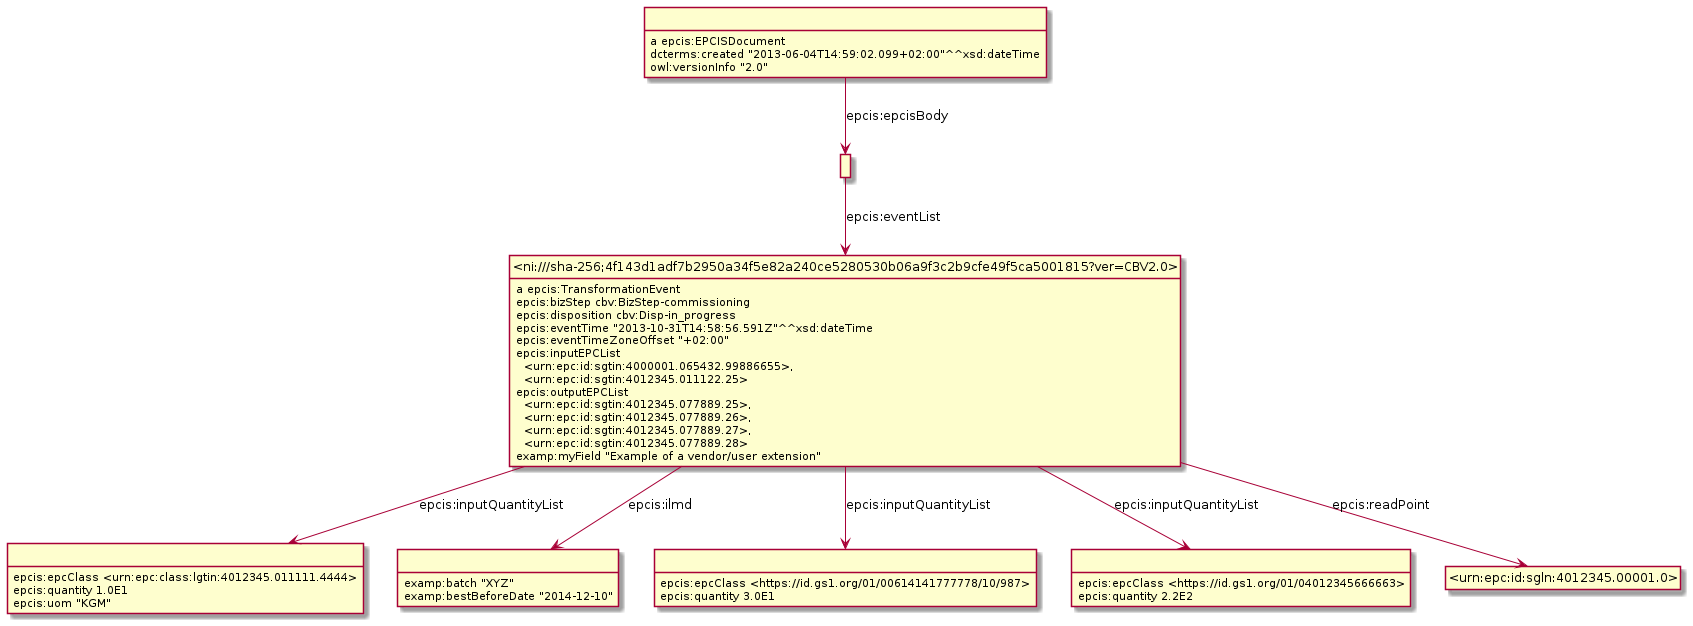 a epcis:EPCISDocument
dcterms:created "2013-06-04T14:59:02.099+02:00"^^xsd:dateTime
owl:versionInfo "2.0"
epcis:epcisBody
epcis:eventList
<ni:///sha-256;4f143d1adf7b2950a34f5e82a240ce5280530b06a9f3c2b9cfe49f5ca5001815?ver=CBV2.0>
a epcis:TransformationEvent
epcis:bizStep cbv:BizStep-commissioning
epcis:disposition cbv:Disp-in_progress
epcis:eventTime "2013-10-31T14:58:56.591Z"^^xsd:dateTime
epcis:eventTimeZoneOffset "+02:00"
epcis:inputEPCList
<urn:epc:id:sgtin:4000001.065432.99886655>,
<urn:epc:id:sgtin:4012345.011122.25>
epcis:outputEPCList
<urn:epc:id:sgtin:4012345.077889.25>,
<urn:epc:id:sgtin:4012345.077889.26>,
<urn:epc:id:sgtin:4012345.077889.27>,
<urn:epc:id:sgtin:4012345.077889.28>
examp:myField "Example of a vendor/user extension"
epcis:inputQuantityList
epcis:ilmd
epcis:inputQuantityList
epcis:inputQuantityList
epcis:readPoint
epcis:epcClass <urn:epc:class:lgtin:4012345.011111.4444>
epcis:quantity 1.0E1
epcis:uom "KGM"
examp:batch "XYZ"
examp:bestBeforeDate "2014-12-10"
epcis:epcClass <https://id.gs1.org/01/00614141777778/10/987>
epcis:quantity 3.0E1
epcis:epcClass <https://id.gs1.org/01/04012345666663>
epcis:quantity 2.2E2
<urn:epc:id:sgln:4012345.00001.0>